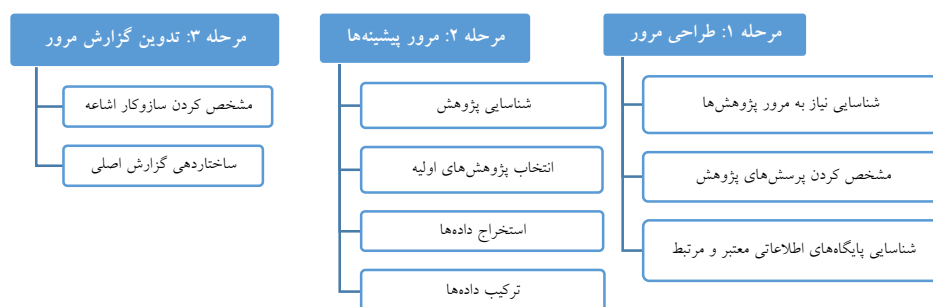 مرحله ۱: طراحی مرور
شناسایی نیاز به مرور پژوهش‌ها
مشخص کردن پرسش‌های پژوهش
شناسایی پایگاه‌های اطلاعاتی معتبر و مرتبط
مرحله ۲: مرور پیشینه‌ها
شناسایی پژوهش
انتخاب پژوهش‌های اولیه
استخراج داده‌ها
ترکیب داده‌ها
مرحله ۳: تدوین گزارش مرور
مشخص کردن سازوکار اشاعه
ساختاردهی گزارش اصلی